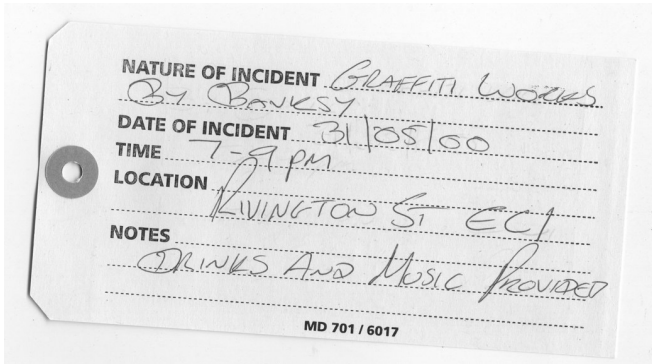 NATURE OF INCIDENT GRAFFITI WORKS
BY BANKSY
DATE OF INCIDENT 31/05/00
TIME 7-9 PM
LOCATION
RIVINGTON ST EC1
NOTES
DRINKS AND MUSIC PROVIDED
MD 701 / 6017